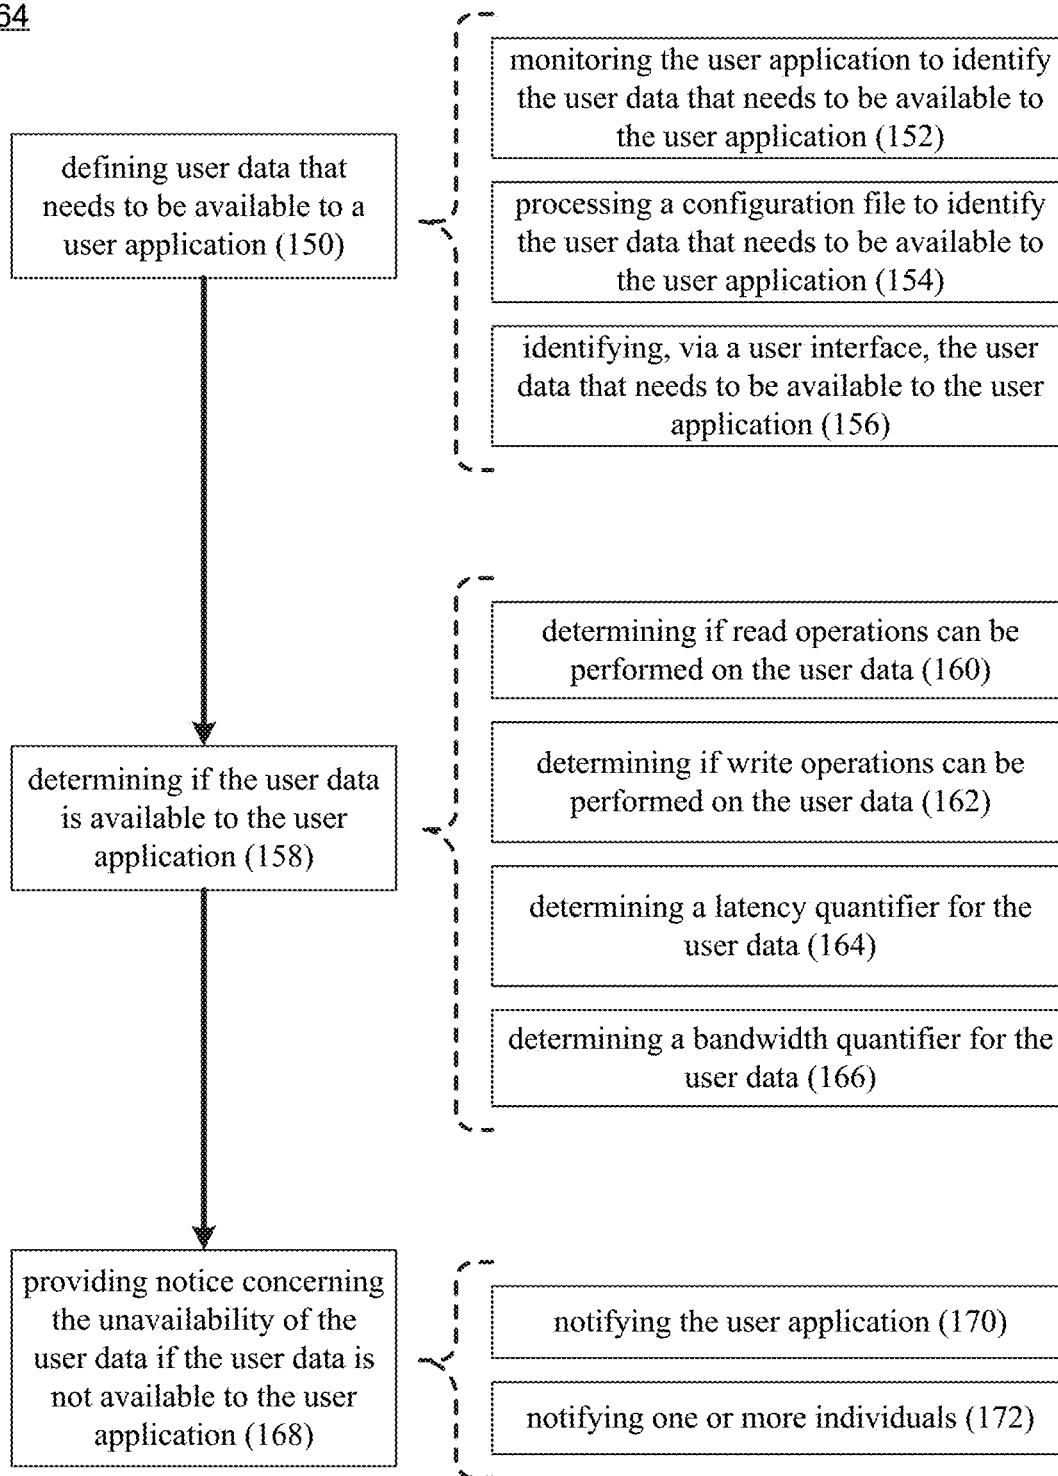 64
monitoring the user application to identify
the user data that needs to be available to
the user application (152)
defining user data that
needs to be available to a
user application (150)
processing a configuration file to identify
the user data that needs to be available to
the user application (154)
identifying, via a user interface, the user
data that needs to be available to the user
application (156)
determining if read operations can be
performed on the user data (160)
determining if write operations can be
performed on the user data (162)
determining if the user data
is available to the user
application (158)
determining a latency quantifier for the
user data (164)
determining a bandwidth quantifier for the
user data (166)
providing notice concerning
the unavailability of the
user data if the user data is
not available to the user
application (168)
notifying the user application (170)
notifying one or more individuals (172)